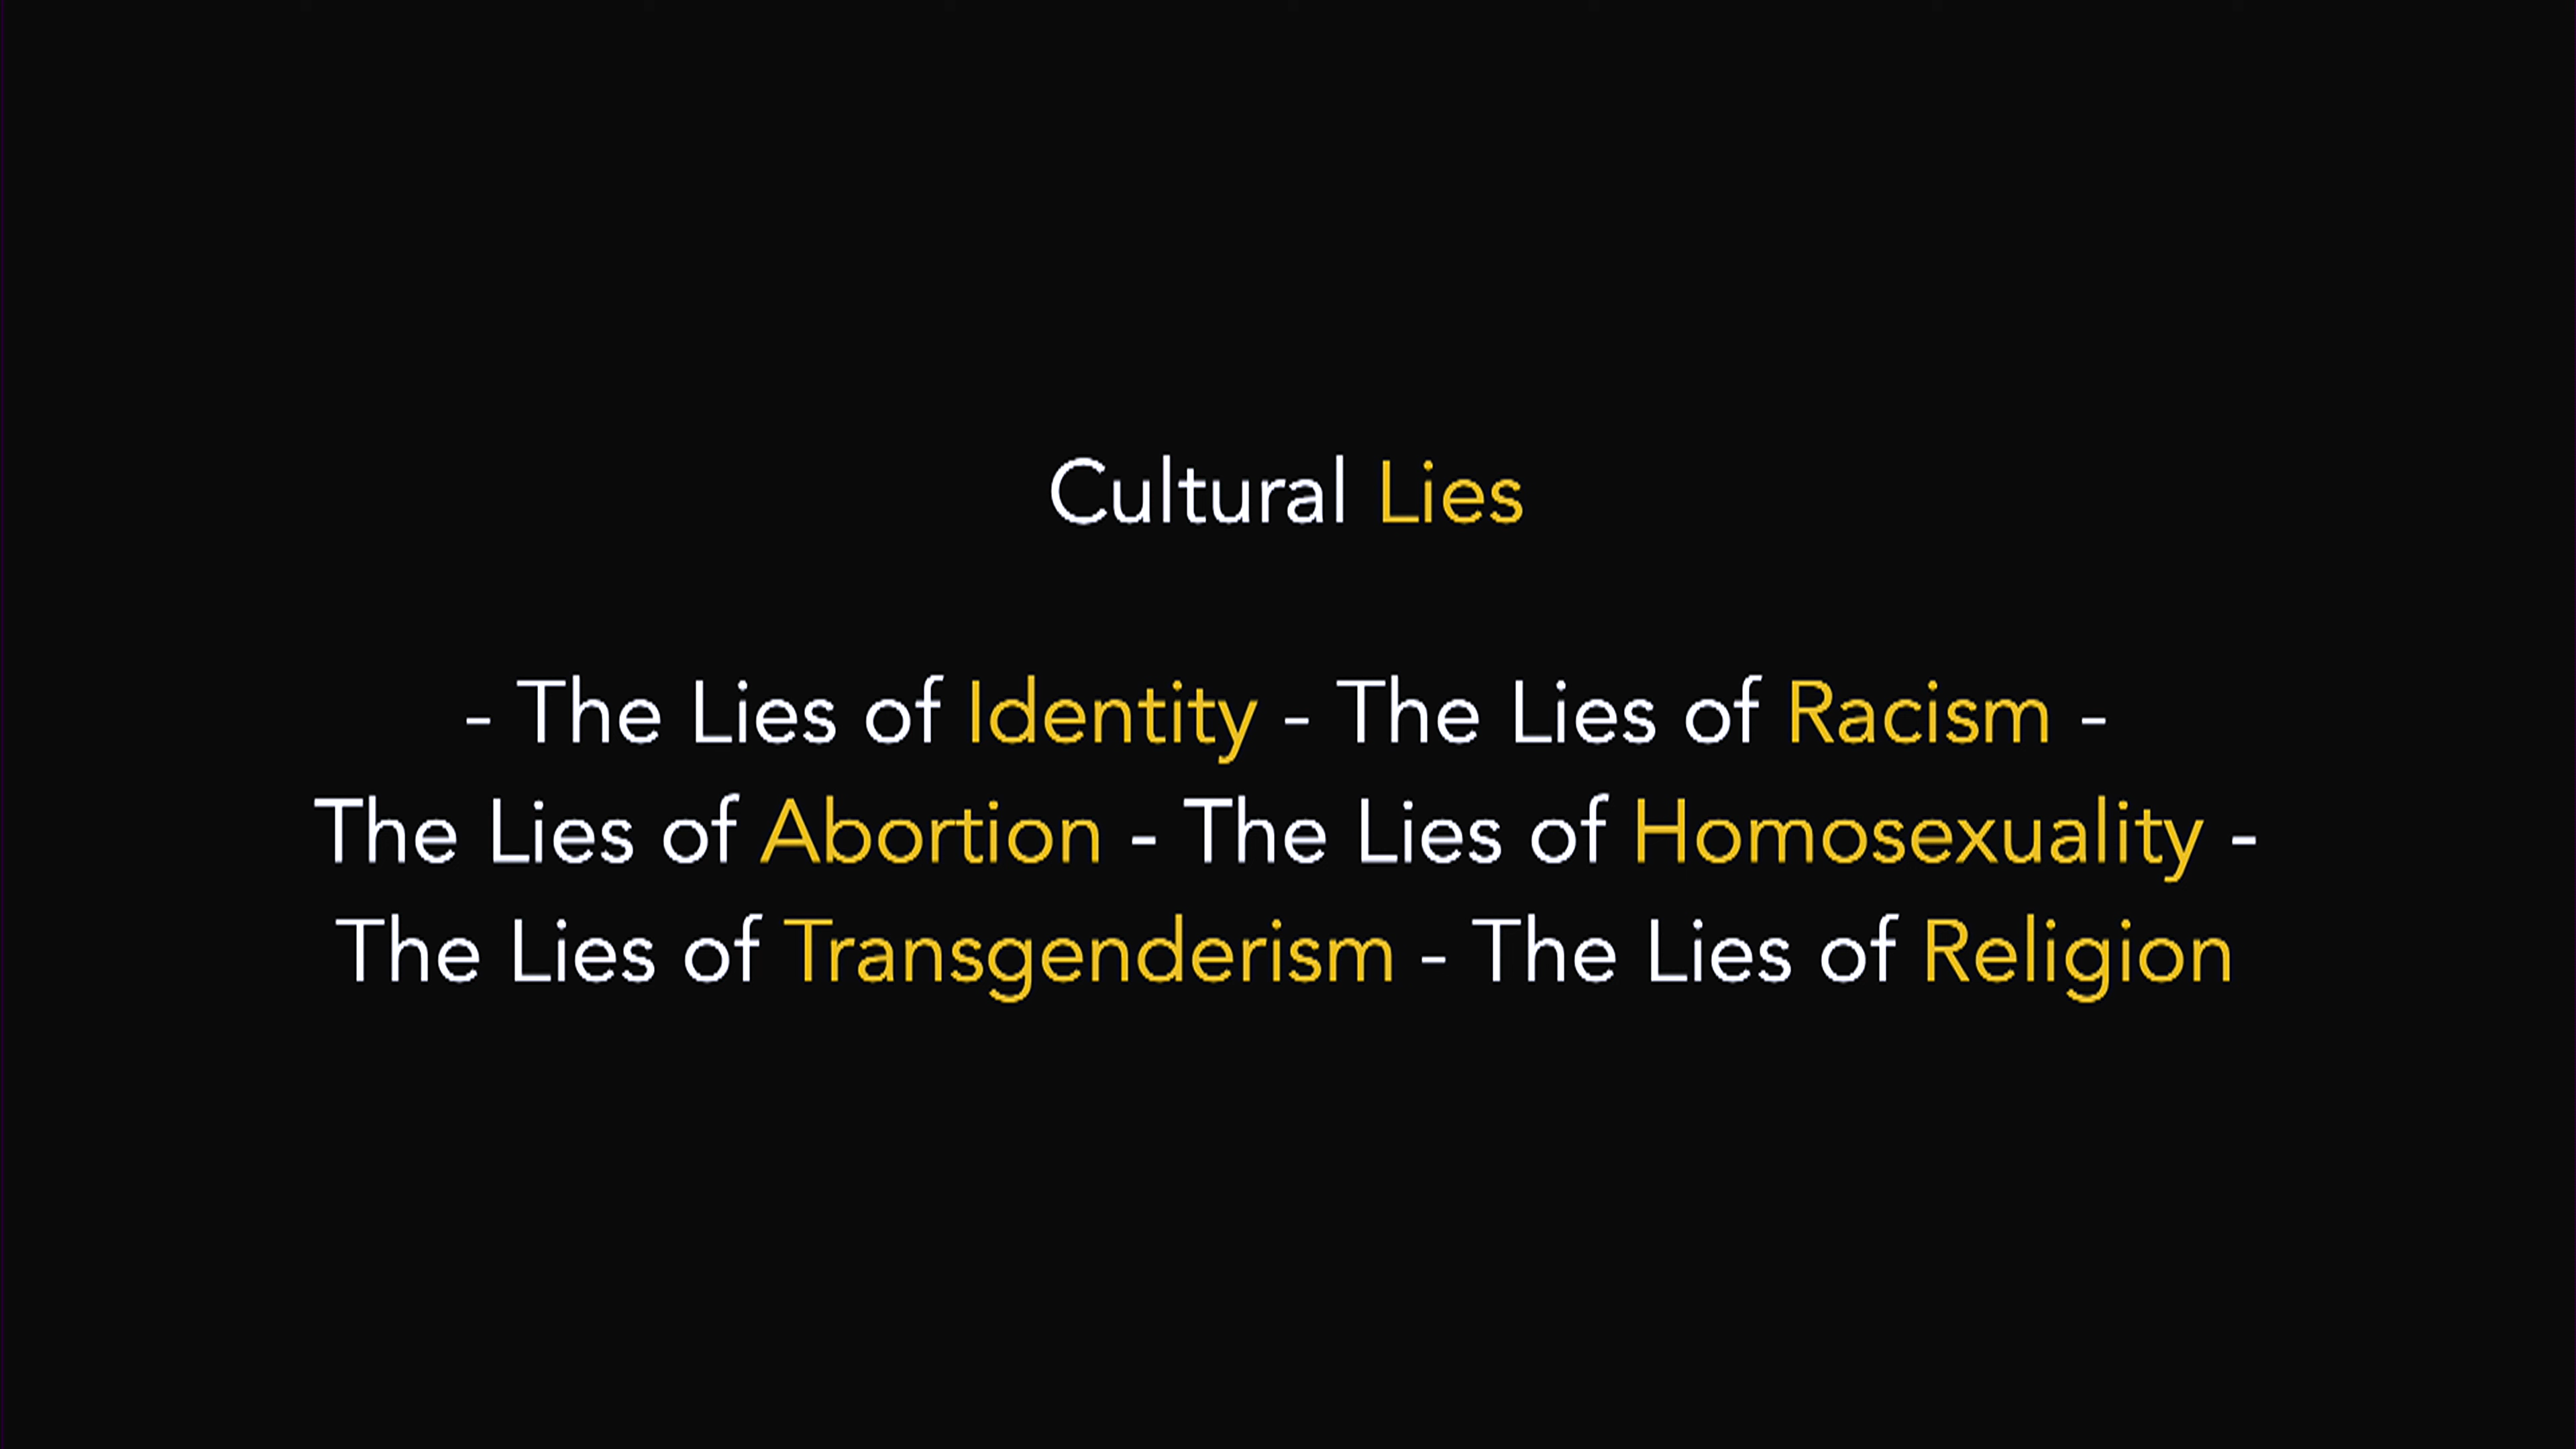 Cultural Lies
- The Lies of Identity - The Lies of Racism -
The Lies of Abortion - The Lies of Homosexuality -
The Lies of Transgenderism - The Lies of Religion